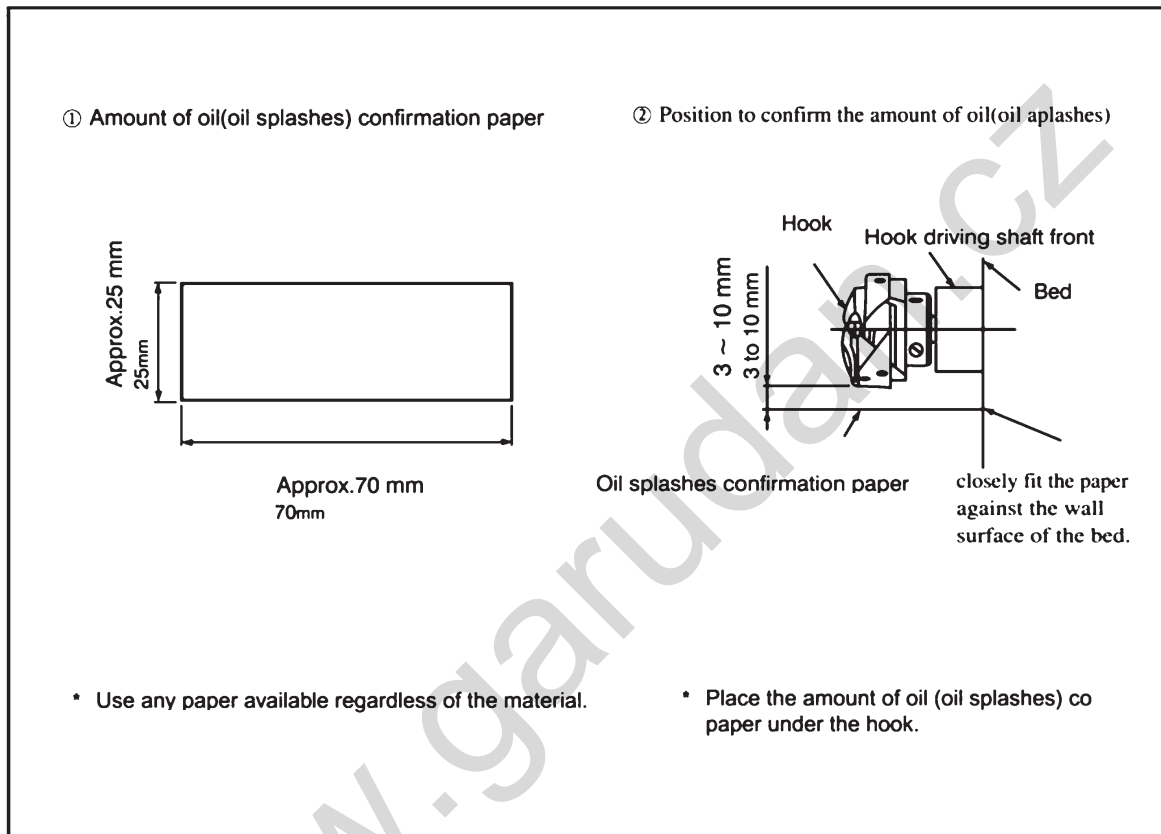 ① Amount of oil(oil splashes) confirmation paper
Approx.25 mm
25mm
Approx.70 mm
70mm
* Use any paper available regardless of the material.
② Position to confirm the amount of oil(oil aplashes)
Hook
Hook driving shaft front
Bed
3 ~ 10 mm
3 to 10 mm
Oil splashes confirmation paper
closely fit the paper
against the wall
surface of the bed.
* Place the amount of oil (oil splashes) co
paper under the hook.
w.garudan.cz